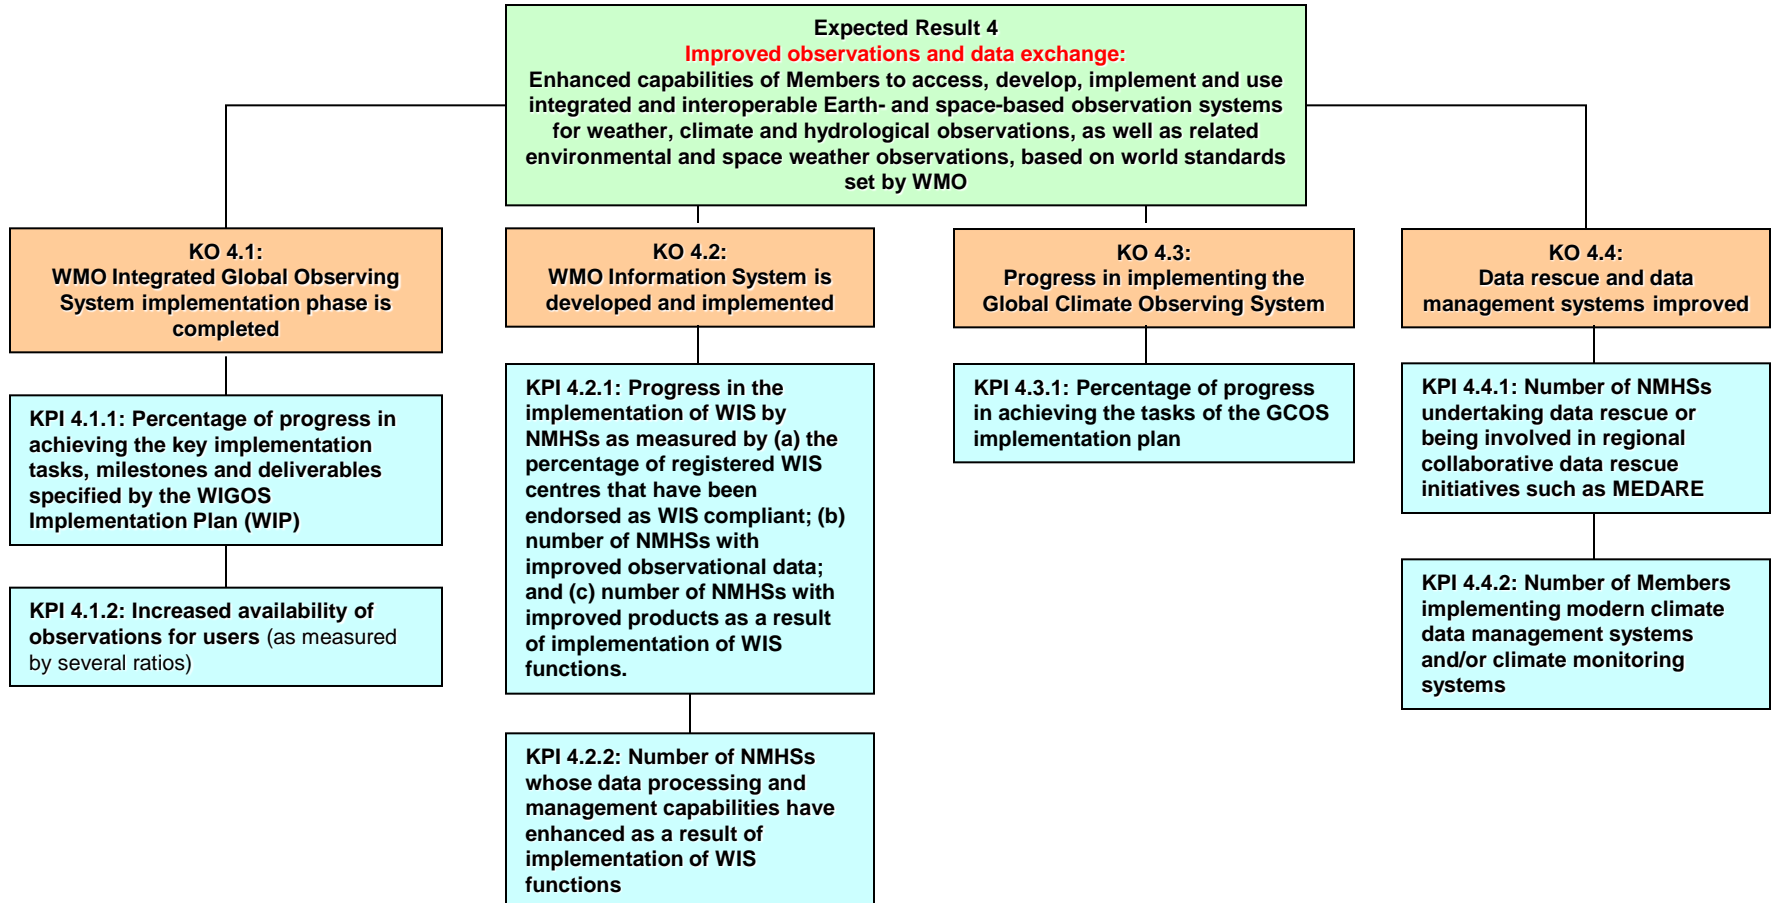 Expected Result 4
Improved observations and data exchange:
Enhanced capabilities of Members to access, develop, implement and use
integrated and interoperable Earth- and space-based observation systems
for weather, climate and hydrological observations, as well as related
environmental and space weather observations, based on world standards
set by WMO
KO 4.1:
WMO Integrated Global Observing
System implementation phase is
completed
KPI 4.1.1: Percentage of progress in
achieving the key implementation
tasks, milestones and deliverables
specified by the WIGOS
Implementation Plan (WIP)
KPI 4.1.2: Increased availability of
observations for users (as measured
by several ratios)
KO 4.2:
WMO Information System is
developed and implemented
KPI 4.2.1: Progress in the
implementation of WIS by
NMHSs as measured by (a) the
percentage of registered WIS
centres that have been
endorsed as WIS compliant; (b)
number of NMHSs with
improved observational data;
and (c) number of NMHSs with
improved products as a result
of implementation of WIS
functions.
KPI 4.2.2: Number of NMHSs
whose data processing and
management capabilities have
enhanced as a result of
implementation of WIS
functions
KO 4.3:
Progress in implementing the
Global Climate Observing System
KPI 4.3.1: Percentage of progress
in achieving the tasks of the GCOS
implementation plan
KO 4.4:
Data rescue and data
management systems improved
KPI 4.4.1: Number of NMHSs
undertaking data rescue or
being involved in regional
collaborative data rescue
initiatives such as MEDARE
KPI 4.4.2: Number of Members
implementing modern climate
data management systems
and/or climate monitoring
systems